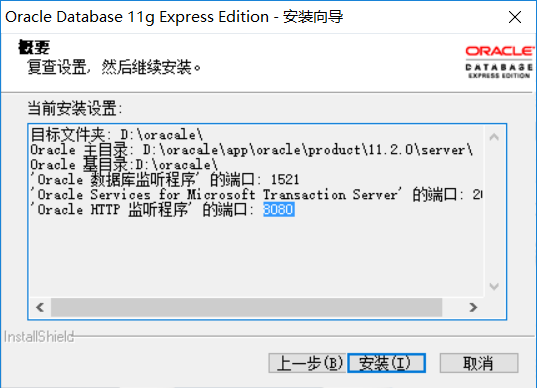 Oracle Database 11g Express Edition - 安装向导
概要
复查设置，然后继续安装。
ORACLE
DATABASE
EXPRESS EDITION
当前安装设置:
目标文件夹: D:\oracale\
Oracle 主目录: D:\oracale\app\oracle\product\11.2.0\server\
Oracle 基目录:D:\oracale\
'Oracle 数据库监听程序' 的端口: 1521
'Oracle Services for Microsoft Transaction Server' 的端口: 20
'Oracle HTTP 监听程序' 的端口: 8080
InstallShield
上一步(B)
安装(I)
取消